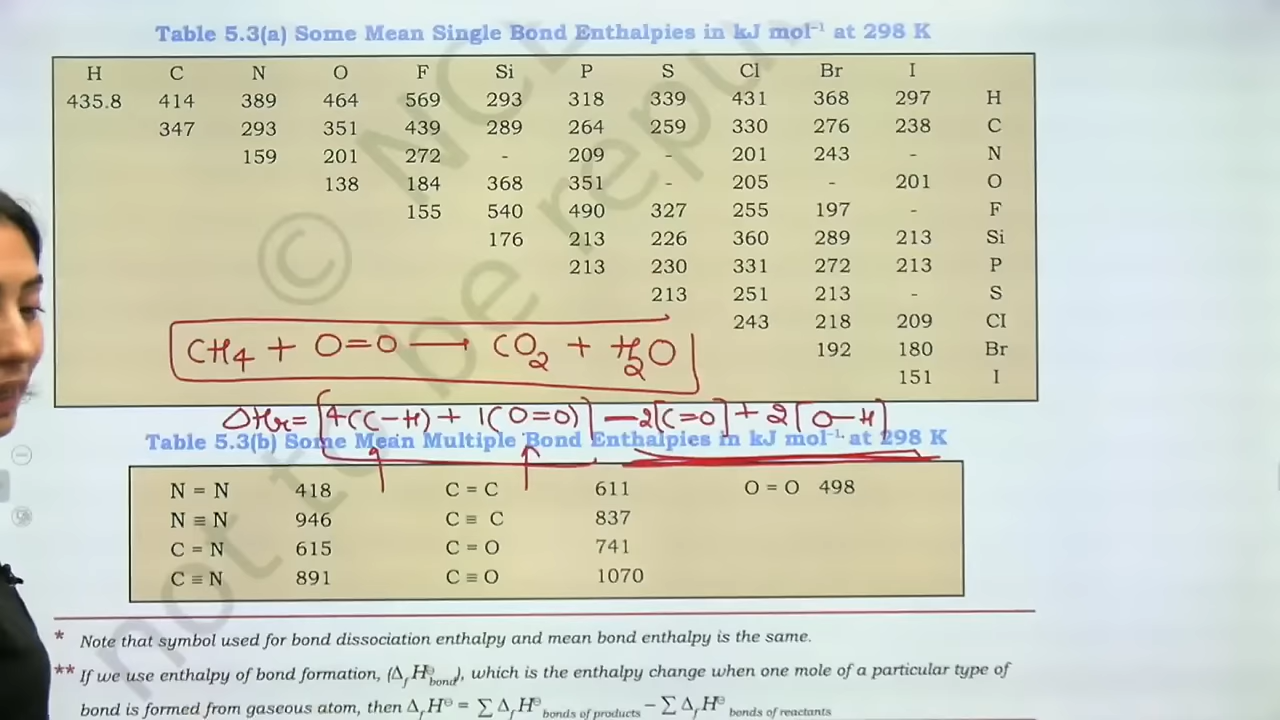 Table 5.3(a) Some Mean Single Bond Enthalpies in kJ mol⁻¹ at 298 K
H C N O F Si P S Cl Br I
435.8 414 389 464 569 293 318 339 431 368 297 H
347 293 351 439 289 264 259 330 276 238 C
159 201 272 - 209 - 201 243 - N
138 184 368 351 - 205 - 201 O
155 540 490 327 255 197 - F
176 213 226 360 289 213 Si
213 230 331 272 213 P
213 251 213 - S
243 218 209 Cl
192 180 Br
151 I
CH₄ + O=O → CO₂ + H₂O
ΔHr = [4(C-H) + 1(O=O)] - 2[C=O] + 2[O-H]
Table 5.3(b) Some Mean Multiple Bond Enthalpies in kJ mol⁻¹ at 298 K
N = N 418 C = C 611 O = O 498
N ≡ N 946 C ≡ C 837
C = N 615 C = O 741
C ≡ N 891 C ≡ O 1070
* Note that symbol used for bond dissociation enthalpy and mean bond enthalpy is the same.
** If we use enthalpy of bond formation, (Δf H⊖bond), which is the enthalpy change when one mole of a particular type of
bond is formed from gaseous atom, then Δf H⊖ = ∑ Δf H⊖ bonds of products – ∑ Δf H⊖ bonds of reactants
not to be